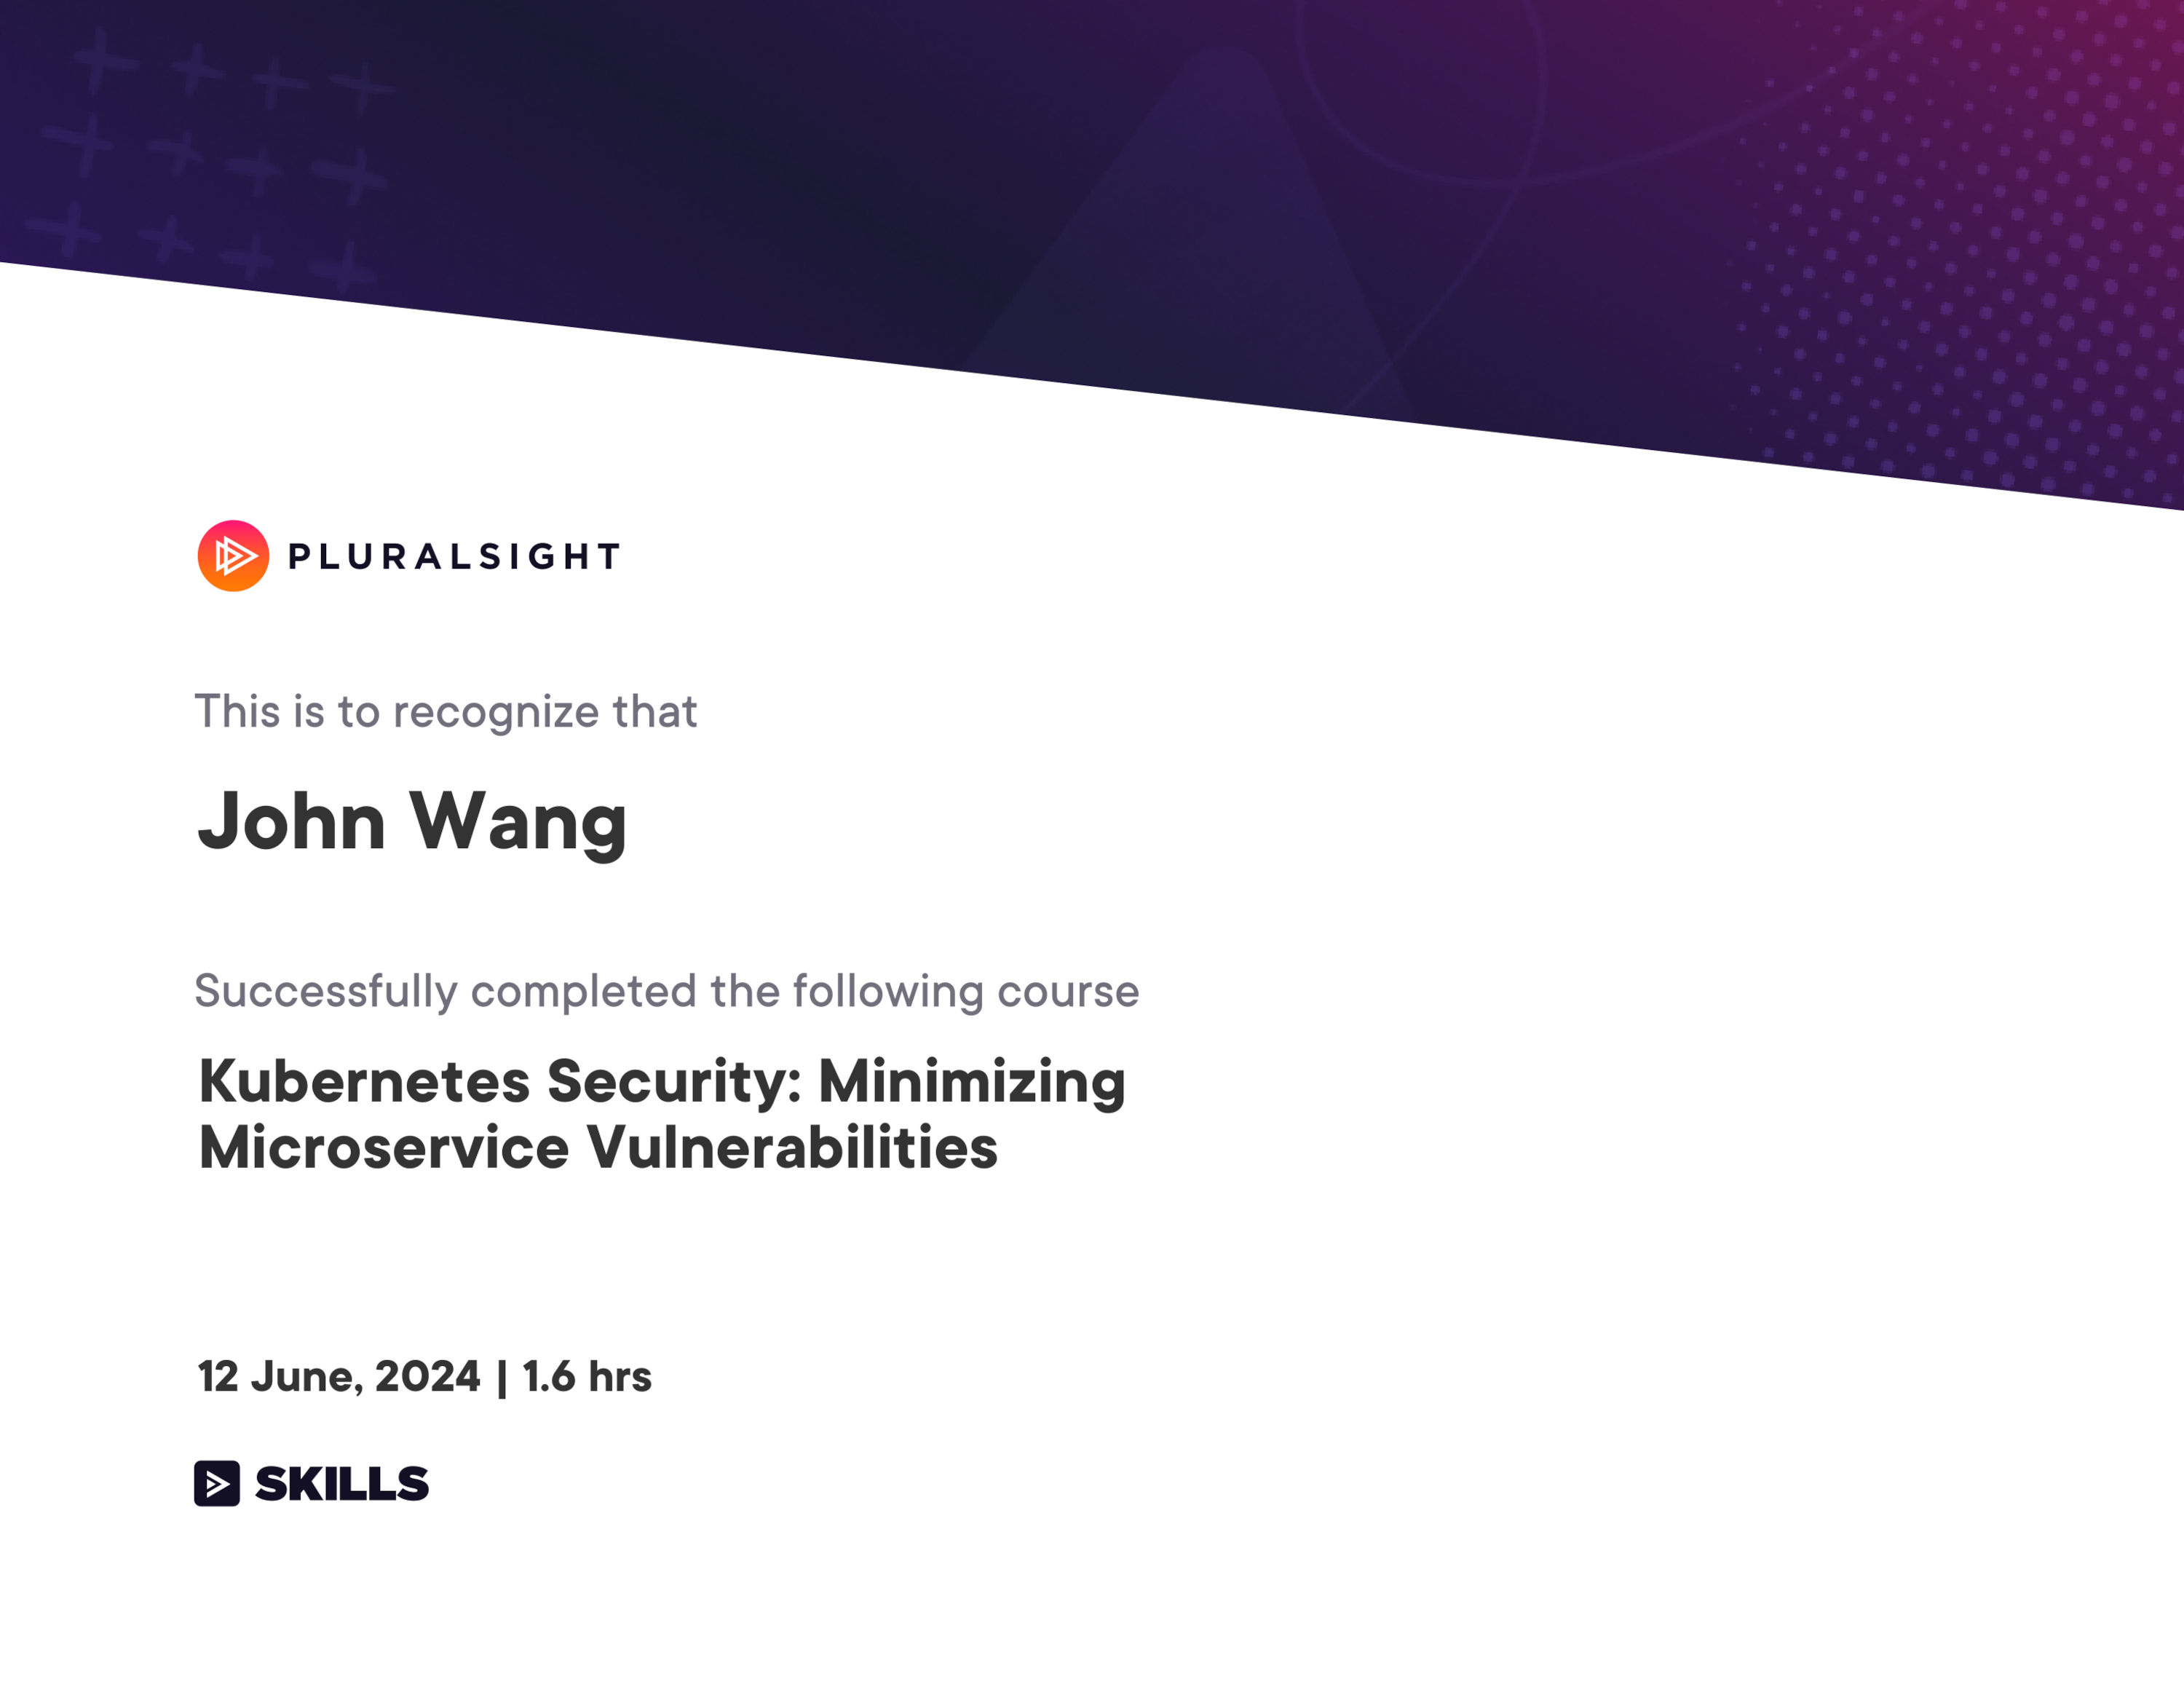 PLURALSIGHT
This is to recognize that
John Wang
Successfully completed the following course
Kubernetes Security: Minimizing
Microservice Vulnerabilities
12 June, 2024 | 1.6 hrs
SKILLS